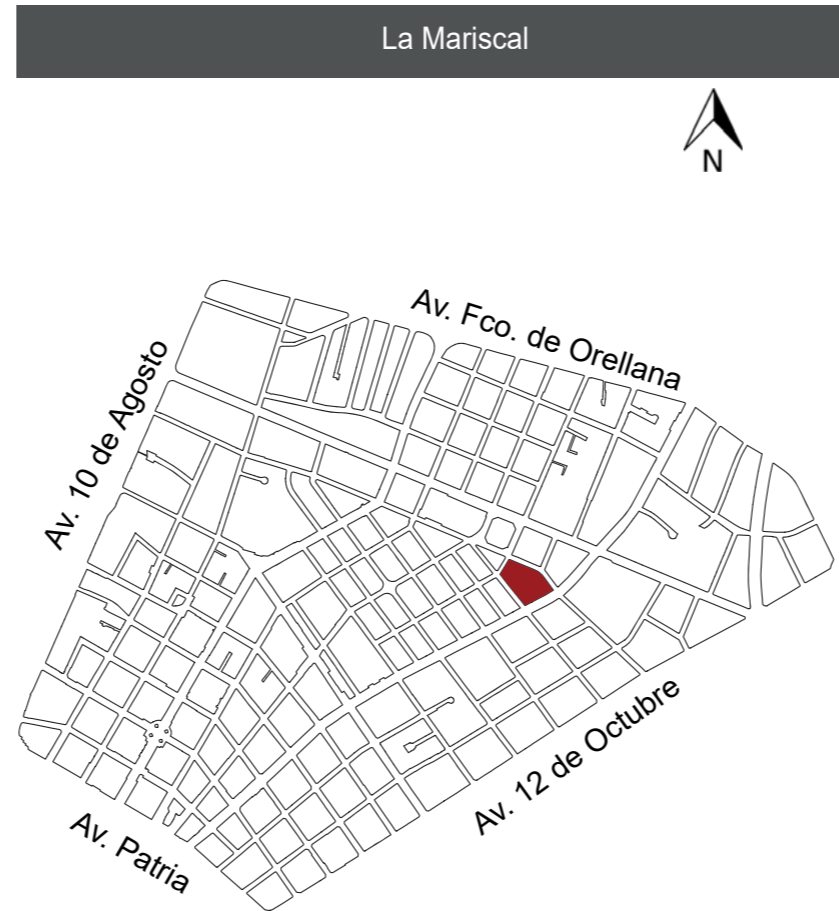 La Mariscal
N
Av. Fco. de Orellana
Av. 10 de Agosto
Av. 12 de Octubre
Av. Patria